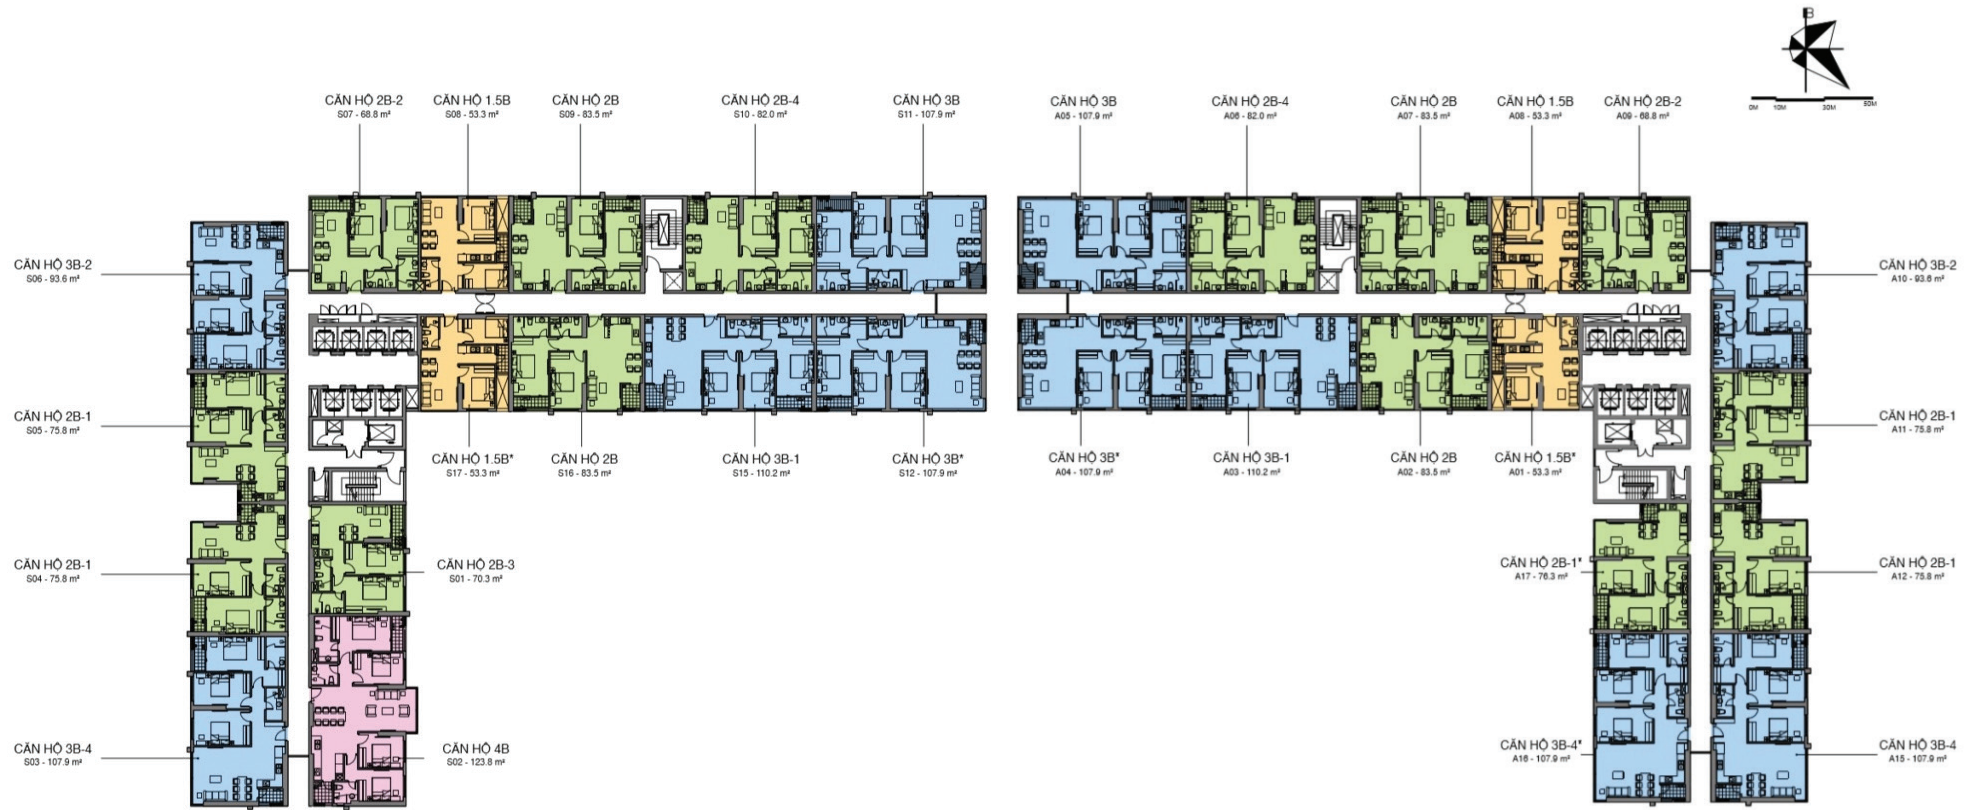 B
0M 10M 30M 50M
CĂN HỘ 2B-2
S07 - 68.8 m²
CĂN HỘ 1.5B
S08 - 53.3 m²
CĂN HỘ 2B
S09 - 83.5 m²
CĂN HỘ 2B-4
S10 - 82.0 m²
CĂN HỘ 3B
S11 - 107.9 m²
CĂN HỘ 3B
A05 - 107.9 m²
CĂN HỘ 2B-4
A06 - 82.0 m²
CĂN HỘ 2B
A07 - 83.5 m²
CĂN HỘ 1.5B
A08 - 53.3 m²
CĂN HỘ 2B-2
A09 - 68.8 m²
CĂN HỘ 3B-2
S06 - 93.6 m²
CĂN HỘ 3B-2
A10 - 93.6 m²
CĂN HỘ 2B-1
S05 - 75.8 m²
CĂN HỘ 2B-1
A11 - 75.8 m²
CĂN HỘ 1.5B*
S17 - 53.3 m²
CĂN HỘ 2B
S16 - 83.5 m²
CĂN HỘ 3B-1
S15 - 110.2 m²
CĂN HỘ 3B*
S12 - 107.9 m²
CĂN HỘ 3B*
A04 - 107.9 m²
CĂN HỘ 3B-1
A03 - 110.2 m²
CĂN HỘ 2B
A02 - 83.5 m²
CĂN HỘ 1.5B*
A01 - 53.3 m²
CĂN HỘ 2B-1
S04 - 75.8 m²
CĂN HỘ 2B-3
S01 - 70.3 m²
CĂN HỘ 2B-1*
A17 - 76.3 m²
CĂN HỘ 2B-1
A12 - 75.8 m²
CĂN HỘ 3B-4
S03 - 107.9 m²
CĂN HỘ 4B
S02 - 123.8 m²
CĂN HỘ 3B-4*
A16 - 107.9 m²
CĂN HỘ 3B-4
A15 - 107.9 m²